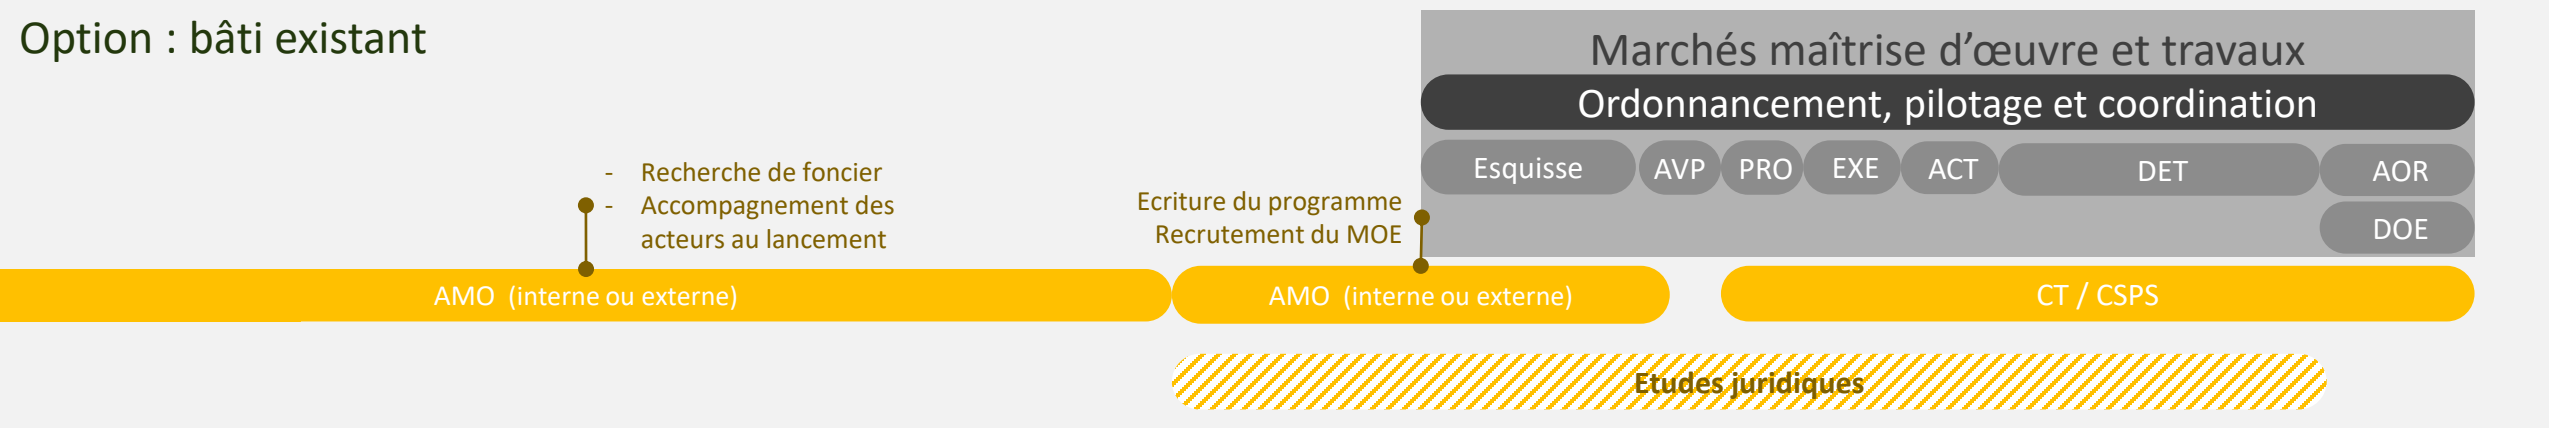 Option : bâti existant
Marchés maîtrise d'œuvre et travaux
Ordonnancement, pilotage et coordination
Esquisse AVP PRO EXE ACT DET AOR
DOE
- Recherche de foncier
- Accompagnement des
acteurs au lancement
Ecriture du programme
Recrutement du MOE
AMO (interne ou externe)
AMO (interne ou externe)
CT / CSPS
Etudes juridiques